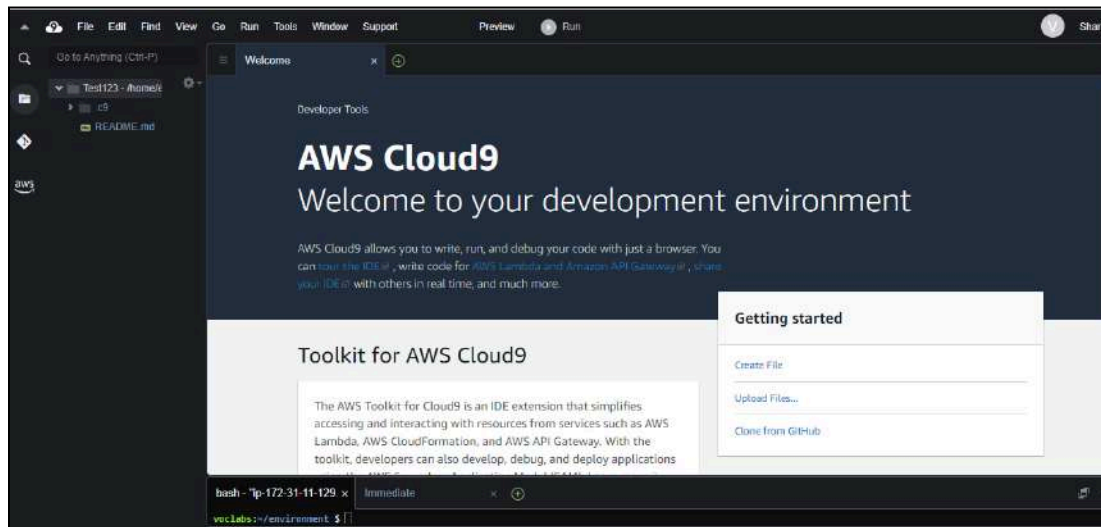 File Edit Find View Go Run Tools Window Support Preview Run V Shar
Go to Anything (Ctrl-P)
Welcome
Test123 - /home/e
c9
README.md
aws
Developer Tools
AWS Cloud9
Welcome to your development environment
AWS Cloud9 allows you to write, run, and debug your code with just a browser. You
can tour the IDE, write code for AWS Lambda and Amazon API Gateway, share
your IDE with others in real time, and much more.
Getting started
Create File
Upload Files...
Clone from GitHub
Toolkit for AWS Cloud9
The AWS Toolkit for Cloud9 is an IDE extension that simplifies
accessing and interacting with resources from services such as AWS
Lambda, AWS CloudFormation, and AWS API Gateway. With the
toolkit, developers can also develop, debug, and deploy applications
bash - "ip-172-31-11-129 Immediate
voclabs:~/environment $